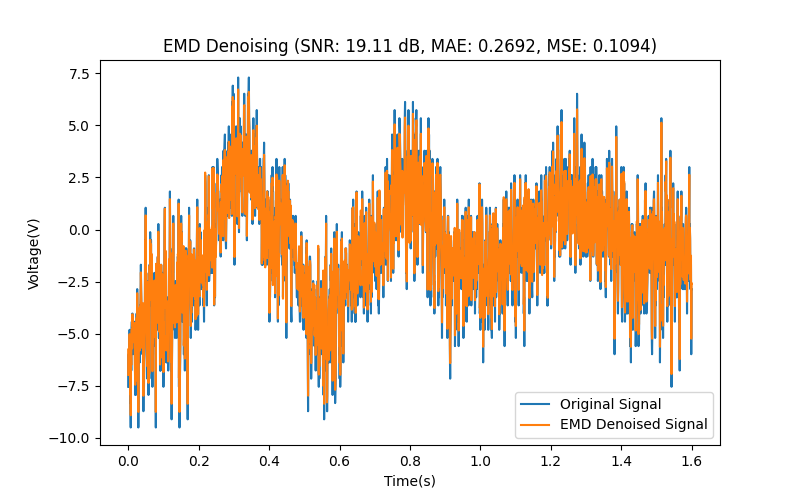 EMD Denoising (SNR: 19.11 dB, MAE: 0.2692, MSE: 0.1094)
7.5
5.0
2.5
0.0
−2.5
−5.0
−7.5
−10.0
Voltage(V)
Original Signal
EMD Denoised Signal
0.0 0.2 0.4 0.6 0.8 1.0 1.2 1.4 1.6
Time(s)